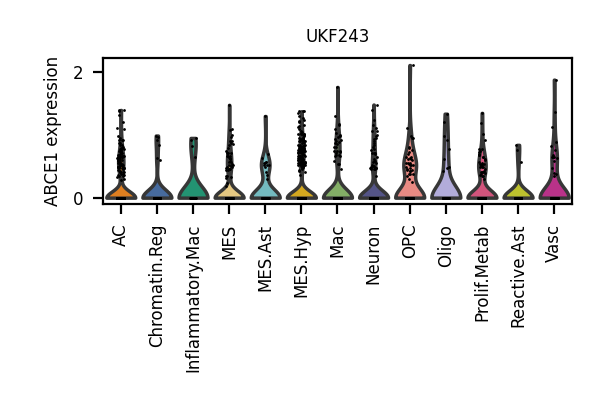 UKF243
ABCE1 expression
2
0
AC
Chromatin.Reg
Inflammatory.Mac
MES
MES.Ast
MES.Hyp
Mac
Neuron
OPC
Oligo
Prolif.Metab
Reactive.Ast
Vasc